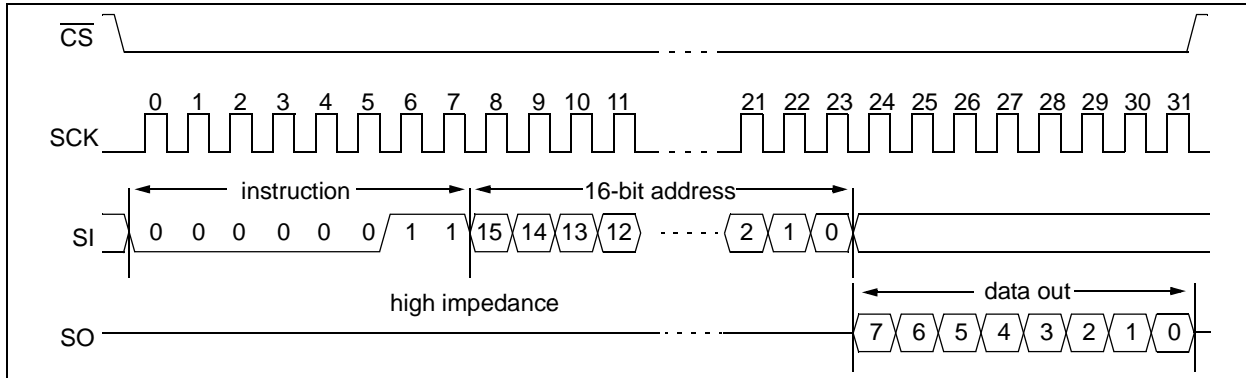 CS
0 1 2 3 4 5 6 7 8 9 10 11 21 22 23 24 25 26 27 28 29 30 31
SCK
instruction 16-bit address
SI 0 0 0 0 0 0 1 1 15 14 13 12 2 1 0
high impedance data out
SO 7 6 5 4 3 2 1 0